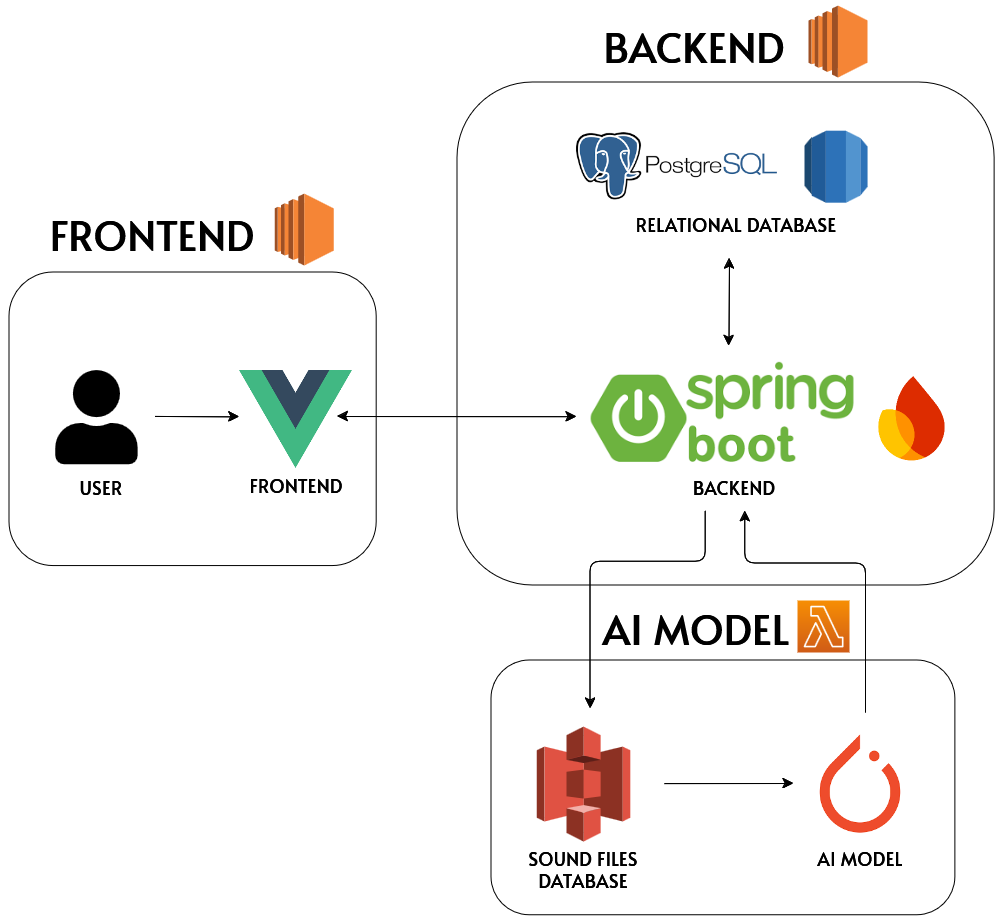 BACKEND
PostgreSQL
RELATIONAL DATABASE
FRONTEND
USER
FRONTEND
spring
boot
BACKEND
AI MODEL
SOUND FILES
DATABASE
AI MODEL